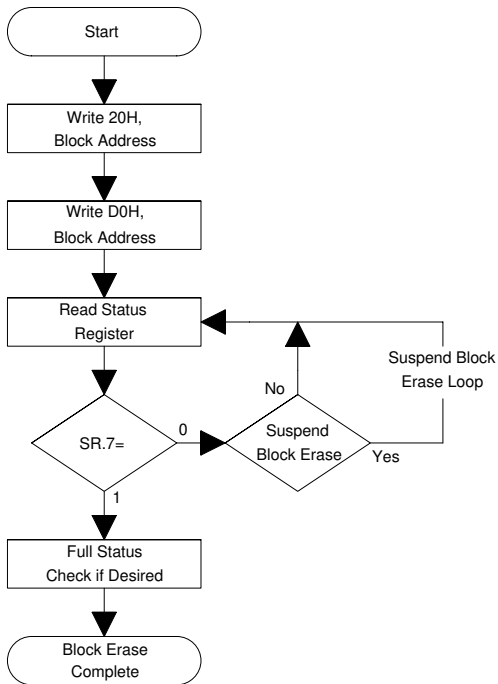 Start
Write 20H,
Block Address
Write D0H,
Block Address
Read Status
Register
Suspend Block
Erase Loop
No
SR.7=
0
Suspend
Block Erase
Yes
1
Full Status
Check if Desired
Block Erase
Complete